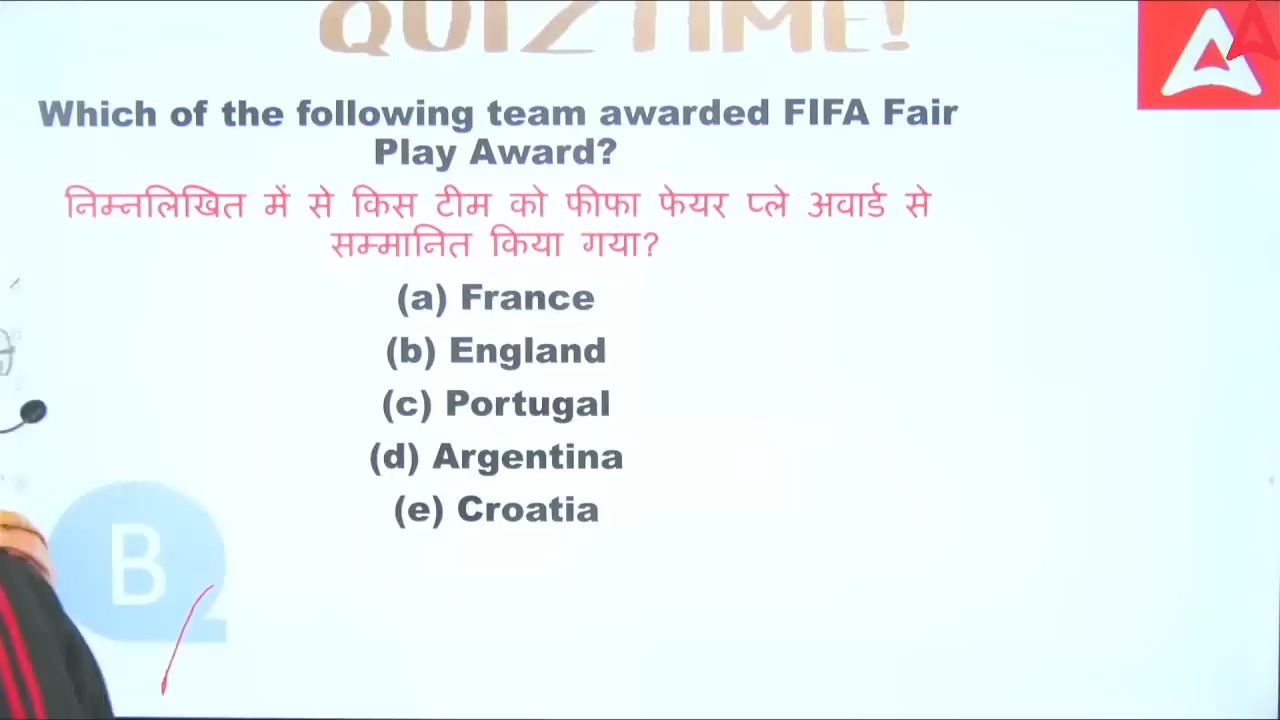 QUIZ TIME!
Which of the following team awarded FIFA Fair
Play Award?
निम्नलिखित में से किस टीम को फीफा फेयर प्ले अवार्ड से
सम्मानित किया गया?
(a) France
(b) England
(c) Portugal
(d) Argentina
(e) Croatia
B